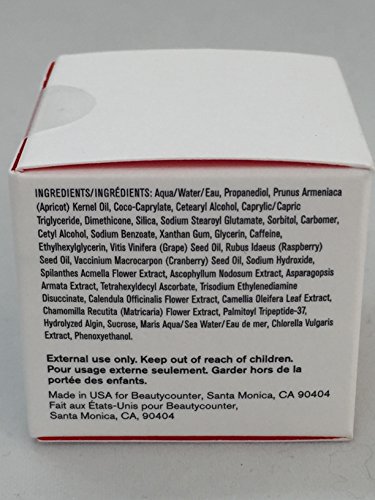 INGREDIENTS/INGRÉDIENTS: Aqua/Water/Eau, Propanediol, Prunus Armeniaca
(Apricot) Kernel Oil, Coco-Caprylate, Cetearyl Alcohol, Caprylic/Capric
Triglyceride, Dimethicone, Silica, Sodium Stearoyl Glutamate, Sorbitol, Carbomer,
Cetyl Alcohol, Sodium Benzoate, Xanthan Gum, Glycerin, Caffeine,
Ethylhexylglycerin, Vitis Vinifera (Grape) Seed Oil, Rubus Idaeus (Raspberry)
Seed Oil, Vaccinium Macrocarpon (Cranberry) Seed Oil, Sodium Hydroxide,
Spilanthes Acmella Flower Extract, Ascophyllum Nodosum Extract, Asparagopsis
Armata Extract, Tetrahexyldecyl Ascorbate, Trisodium Ethylenediamine
Disuccinate, Calendula Officinalis Flower Extract, Camellia Oleifera Leaf Extract,
Chamomilla Recutita (Matricaria) Flower Extract, Palmitoyl Tripeptide-37,
Hydrolyzed Algin, Sucrose, Maris Aqua/Sea Water/Eau de mer, Chlorella Vulgaris
Extract, Phenoxyethanol.
External use only. Keep out of reach of children.
Pour usage externe seulement. Garder hors de la
portée des enfants.
Made in USA for Beautycounter, Santa Monica, CA 90404
Fait aux États-Unis pour Beautycounter,
Santa Monica, CA 90404